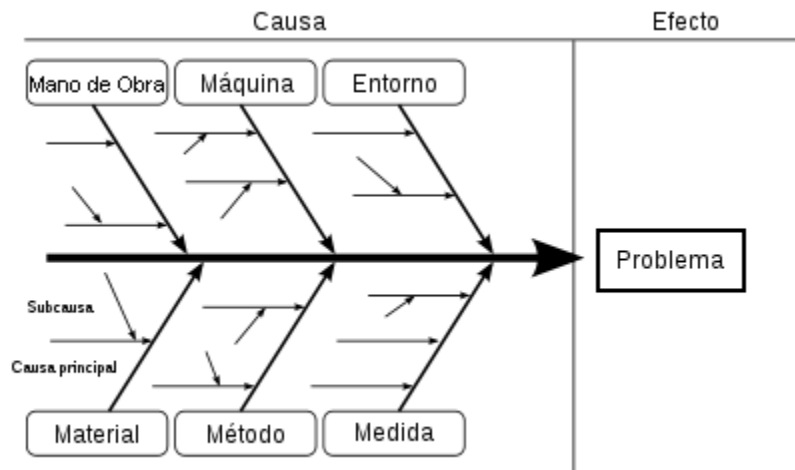 Causa
Efecto
Mano de Obra
Máquina
Entorno
Problema
Subcausa
Causa principal
Material
Método
Medida